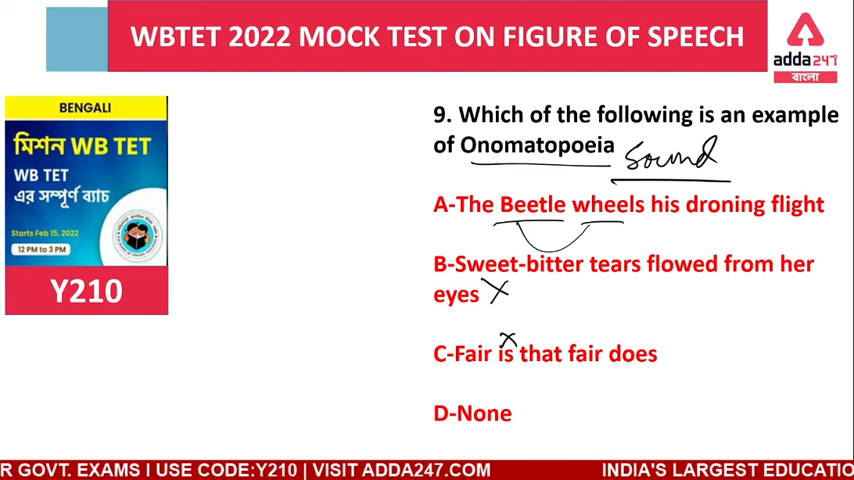 WBTET 2022 MOCK TEST ON FIGURE OF SPEECH
adda247
বাংলা
BENGALI
মিশন WB TET
WB TET
এর সম্পূর্ণ ব্যাচ
Starts Feb 15, 2022
12 PM to 3 PM
Y210
9. Which of the following is an example
of Onomatopoeia
Sound
A-The Beetle wheels his droning flight
B-Sweet-bitter tears flowed from her
eyes
C-Fair is that fair does
D-None
R GOVT. EXAMS I USE CODE:Y210 | VISIT ADDA247.COM
INDIA'S LARGEST EDUCATIO